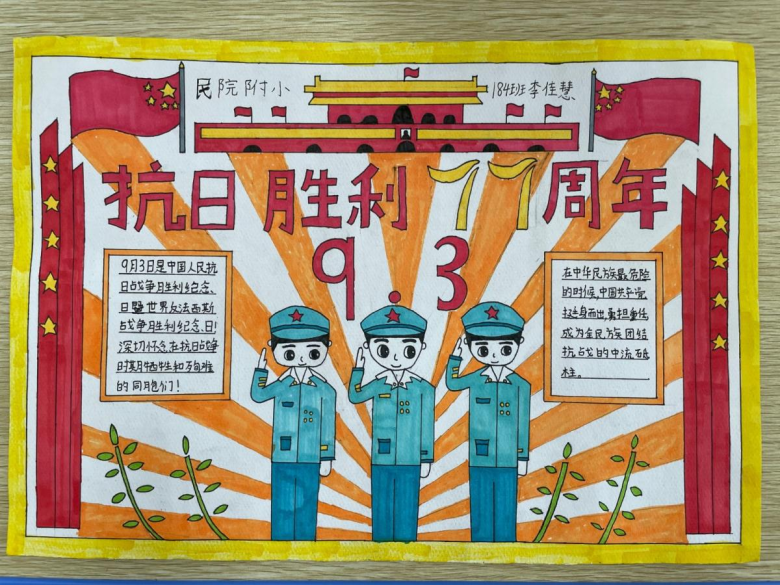 民院附小
184班李佳慧
抗日胜利77周年
9.3
9月3日是中国人民抗
日战争胜利纪念
日暨世界反法西斯
战争胜利纪念日!
深切怀念在抗日战争
时期牺牲和
的同胞们!
在中华民族最危险
的时候,中国共产党
挺身而出,勇担重任
成为全民族团结
抗战的中流砥
柱。